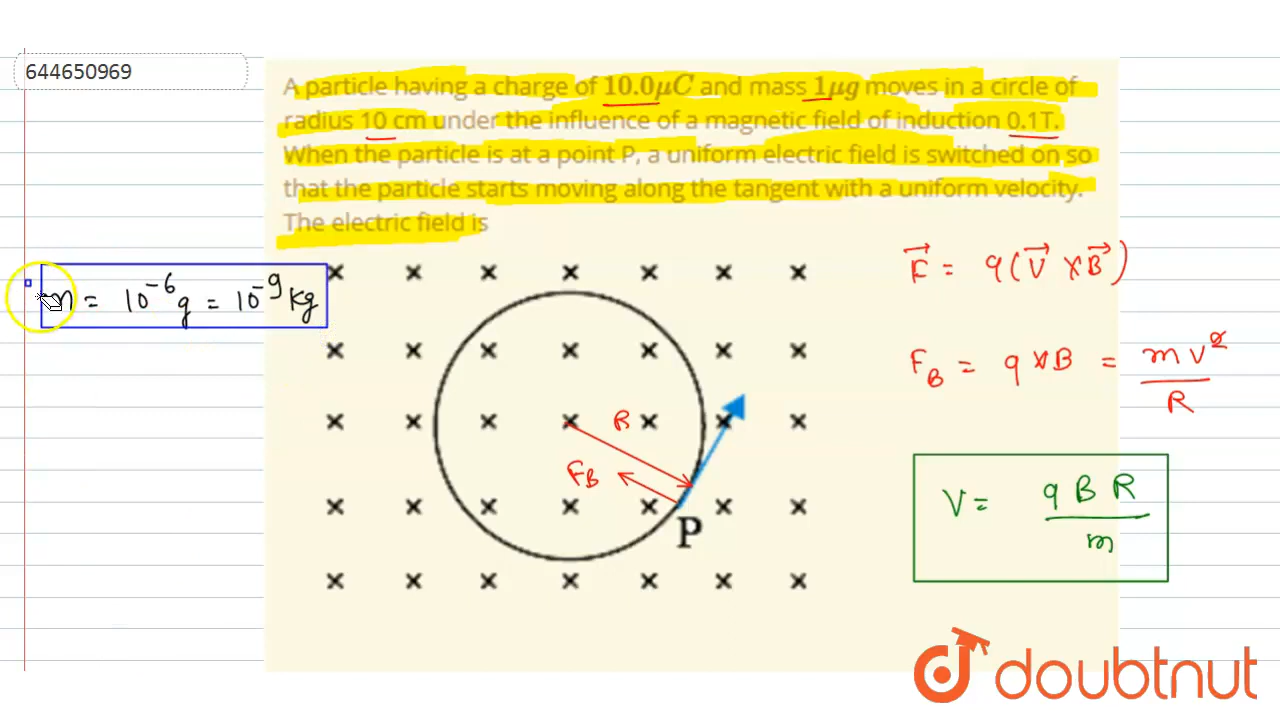 644650969
A particle having a charge of 10.0μC and mass 1μg moves in a circle of
radius 10 cm under the influence of a magnetic field of induction 0.1T.
When the particle is at a point P, a uniform electric field is switched on so
that the particle starts moving along the tangent with a uniform velocity.
The electric field is
m = 10⁻⁶g = 10⁻⁹ Kg
F⃗ = q(V⃗ × B⃗)
F_B = qVB = mv²/R
R
F_B
P
V = qBR/m
doubtnut